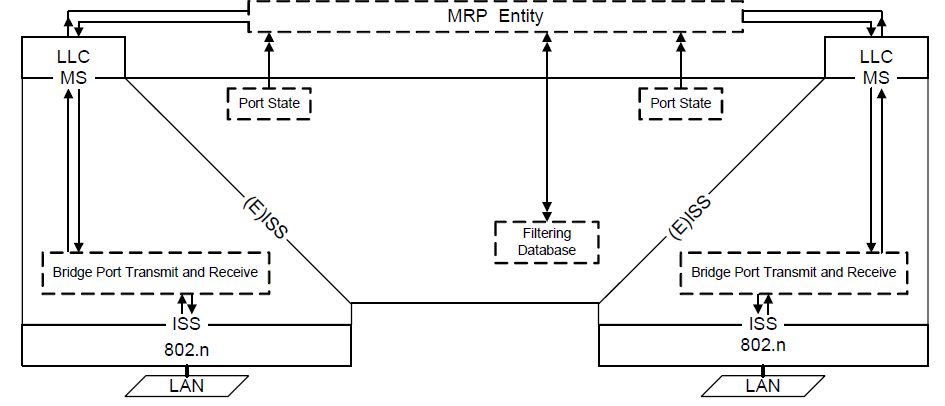 MRP Entity
LLC
MS
LLC
MS
Port State
Port State
(E)ISS
(E)ISS
Filtering
Database
Bridge Port Transmit and Receive
Bridge Port Transmit and Receive
ISS
802.n
ISS
802.n
LAN
LAN